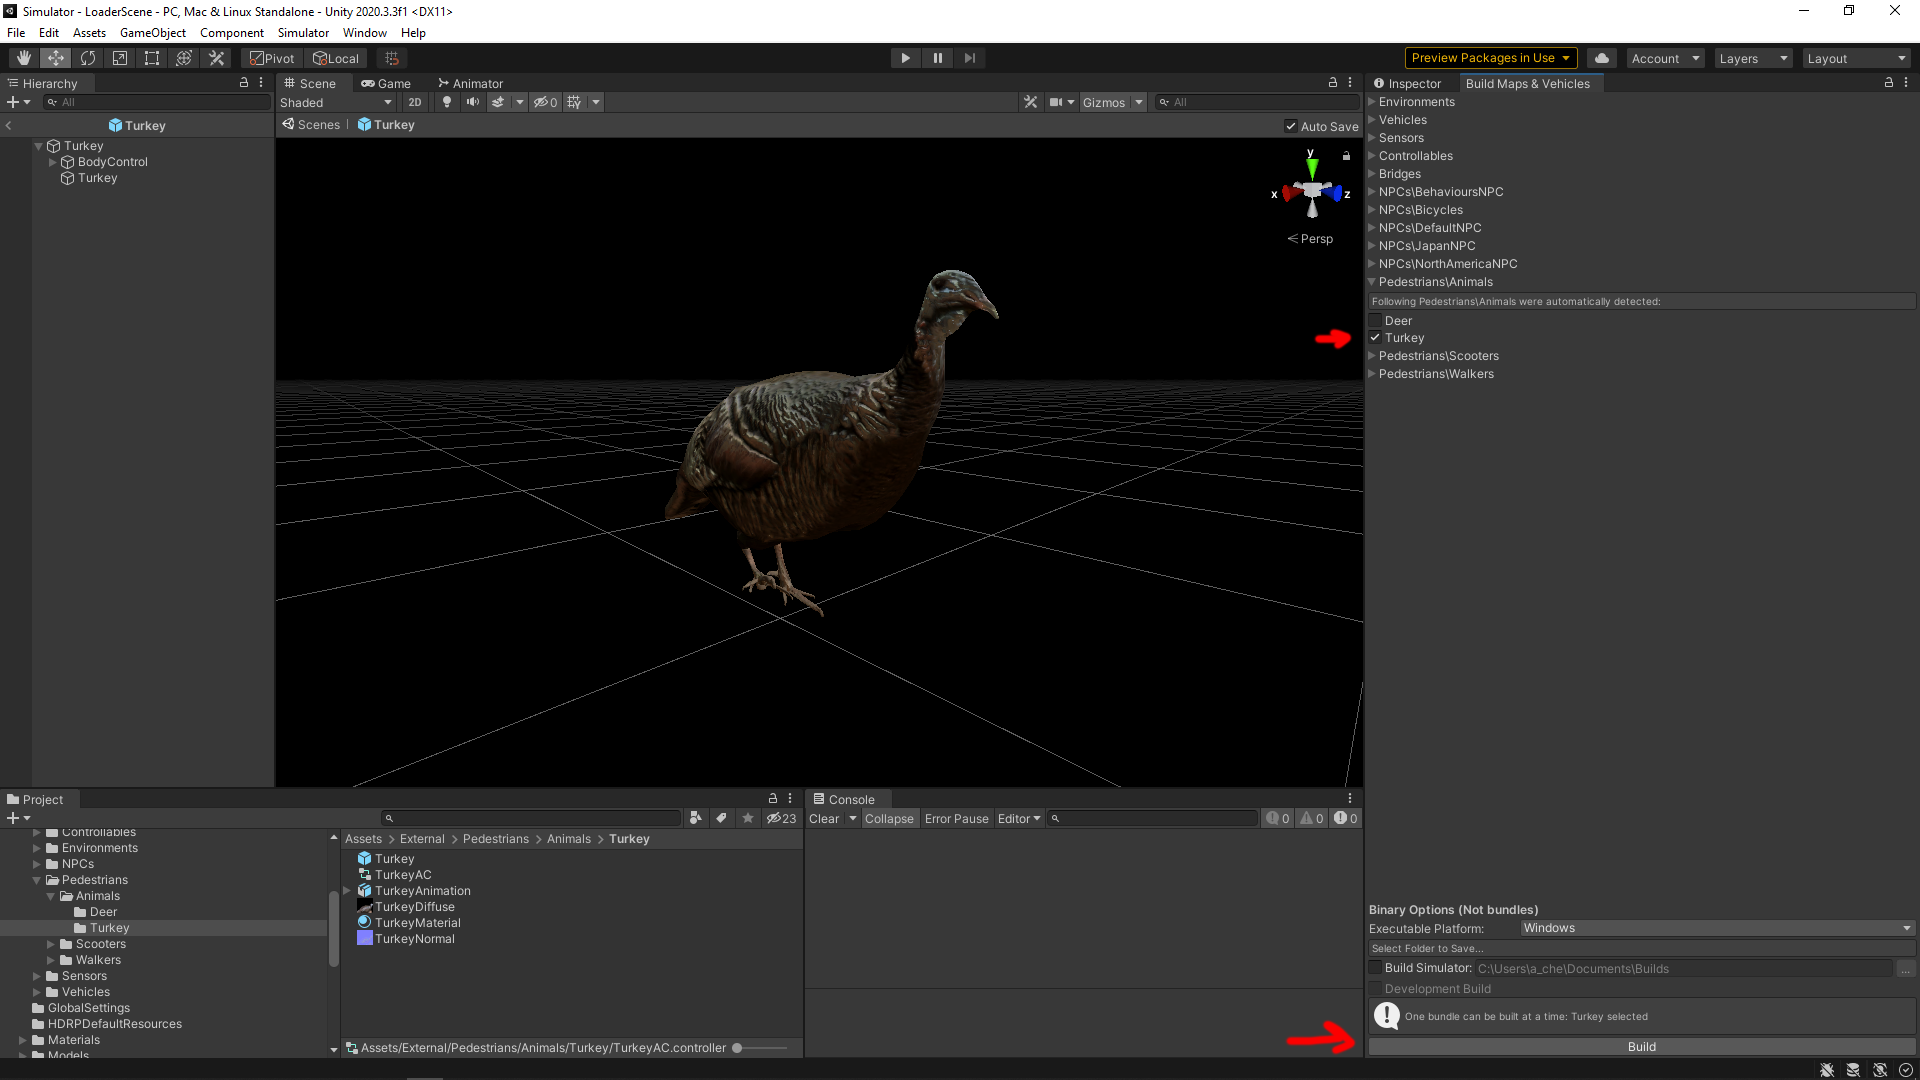 Simulator - LoaderScene - PC, Mac & Linux Standalone - Unity 2020.3.3f1 <DX11>
File Edit Assets GameObject Component Simulator Window Help
Pivot Local
Preview Packages in Use Account Layers Layout
Hierarchy
All
Turkey
Turkey
BodyControl
Turkey
Scene Game Animator
Shaded 2D 0 Gizmos All
Scenes | Turkey Auto Save
y
x z
Persp
Inspector Build Maps & Vehicles
Environments
Vehicles
Sensors
Controllables
Bridges
NPCs\BehavioursNPC
NPCs\Bicycles
NPCs\DefaultNPC
NPCs\JapanNPC
NPCs\NorthAmericaNPC
Pedestrians\Animals
Following Pedestrians\Animals were automatically detected:
Deer
Turkey
Pedestrians\Scooters
Pedestrians\Walkers
Binary Options (Not bundles)
Executable Platform: Windows
Select Folder to Save...
Build Simulator: C:\Users\a_che\Documents\Builds ...
Development Build
One bundle can be built at a time: Turkey selected
Build
Project
23
Controllables
Environments
NPCs
Pedestrians
Animals
Deer
Turkey
Scooters
Walkers
Sensors
Vehicles
GlobalSettings
HDRPDefaultResources
Materials
Models
Assets > External > Pedestrians > Animals > Turkey
Turkey
TurkeyAC
TurkeyAnimation
TurkeyDiffuse
TurkeyMaterial
TurkeyNormal
Assets/External/Pedestrians/Animals/Turkey/TurkeyAC.controller
Console
Clear Collapse Error Pause Editor 0 0 0